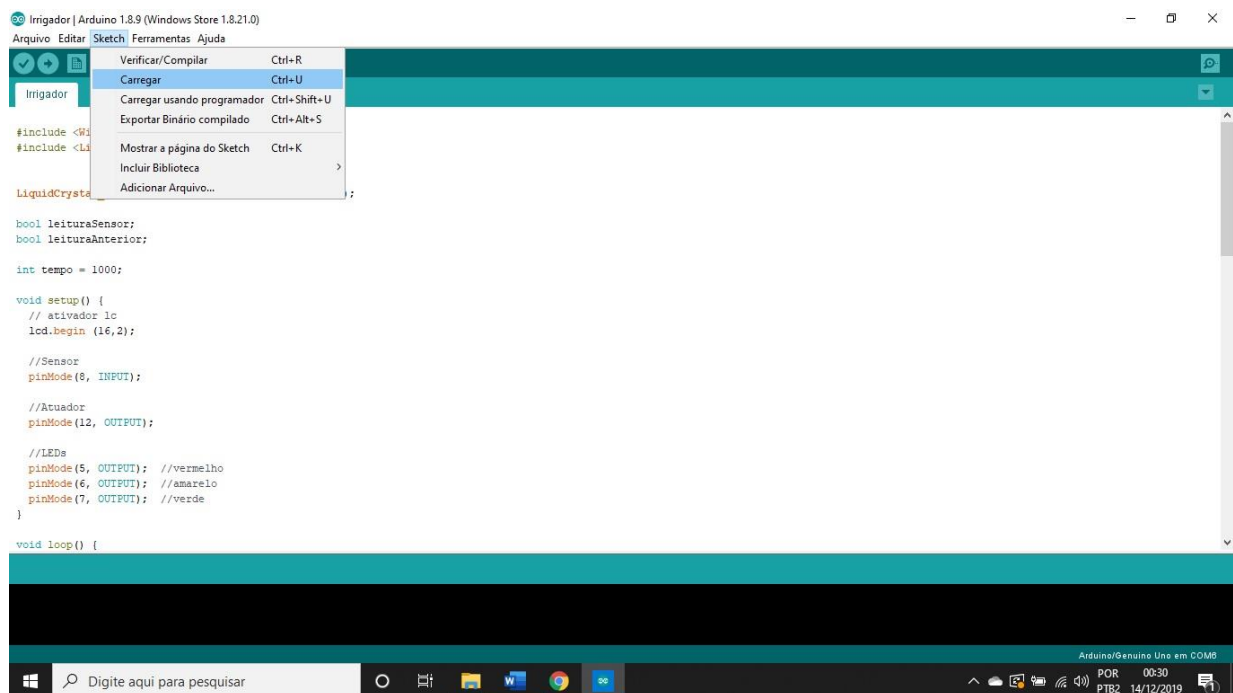 Irrigador | Arduino 1.8.9 (Windows Store 1.8.21.0)
Arquivo Editar Sketch Ferramentas Ajuda
Verificar/Compilar Ctrl+R
Carregar Ctrl+U
Carregar usando programador Ctrl+Shift+U
Exportar Binário compilado Ctrl+Alt+S
Mostrar a página do Sketch Ctrl+K
Incluir Biblioteca
Adicionar Arquivo...
Irrigador
#include <Wi
#include <Li
LiquidCrysta );
bool leituraSensor;
bool leituraAnterior;
int tempo = 1000;
void setup() {
// ativador lc
lcd.begin (16,2);
//Sensor
pinMode(8, INPUT);
//Atuador
pinMode(12, OUTPUT);
//LEDs
pinMode(5, OUTPUT); //vermelho
pinMode(6, OUTPUT); //amarelo
pinMode(7, OUTPUT); //verde
}
void loop() {
Arduino/Genuino Uno em COM6
Digite aqui para pesquisar
W
POR 00:30
PTB2 14/12/2019
1